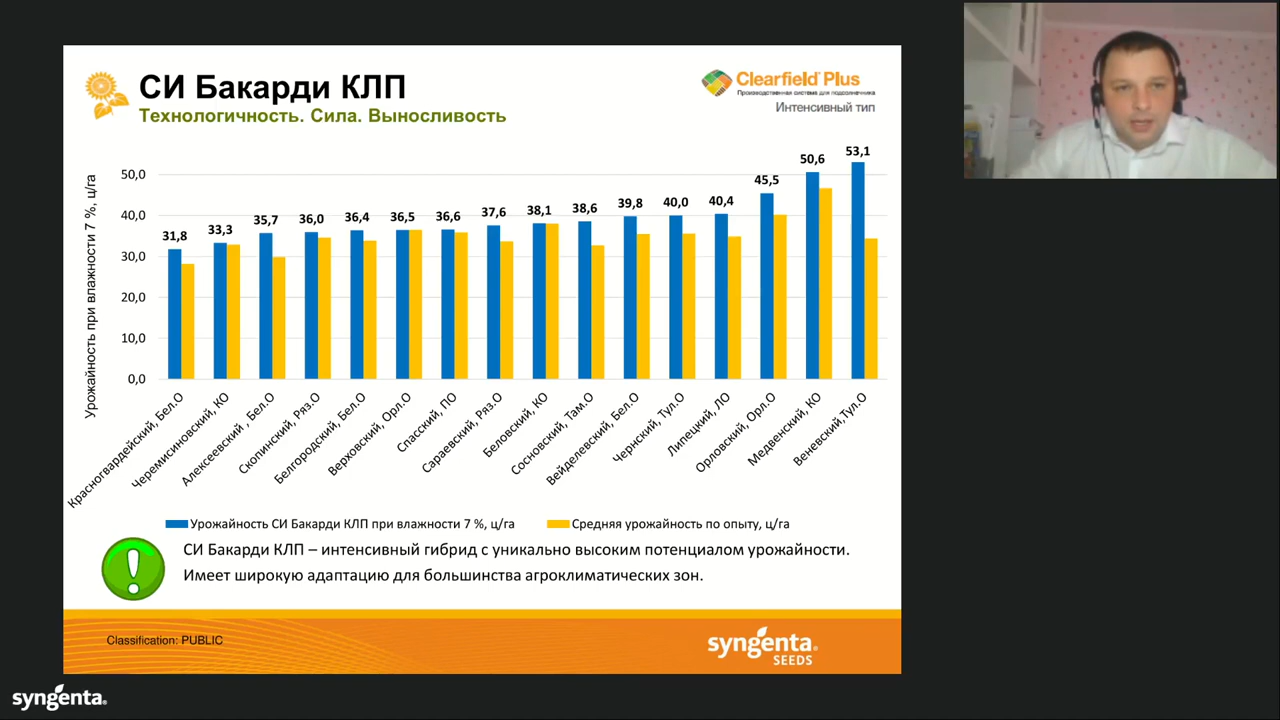 СИ Бакарди КЛП
Технологичность. Сила. Выносливость
Clearfield® Plus
Производственная система для подсолнечника
Интенсивный тип
Урожайность при влажности 7 %, ц/га
50,0
40,0
30,0
20,0
10,0
0,0
31,8
33,3
35,7
36,0
36,4
36,5
36,6
37,6
38,1
38,6
39,8
40,0
40,4
45,5
50,6
53,1
Красногвардейский, Бел.О
Черемисиновский, КО
Алексеевский , Бел.О
Скопинский, Ряз.О
Белгородский, Бел.О
Верховский, Орл.О
Спасский, ПО
Сараевский, Ряз.О
Беловский, КО
Сосновский, Там.О
Вейделевский, Бел.О
Чернский, Тул.О
Липецкий, ЛО
Орловский, Орл.О
Медвенский, КО
Веневский,Тул.О
Урожайность СИ Бакарди КЛП при влажности 7 %, ц/га
Средняя урожайность по опыту, ц/га
СИ Бакарди КЛП – интенсивный гибрид с уникально высоким потенциалом урожайности.
Имеет широкую адаптацию для большинства агроклиматических зон.
Classification: PUBLIC
syngenta®
SEEDS
syngenta®